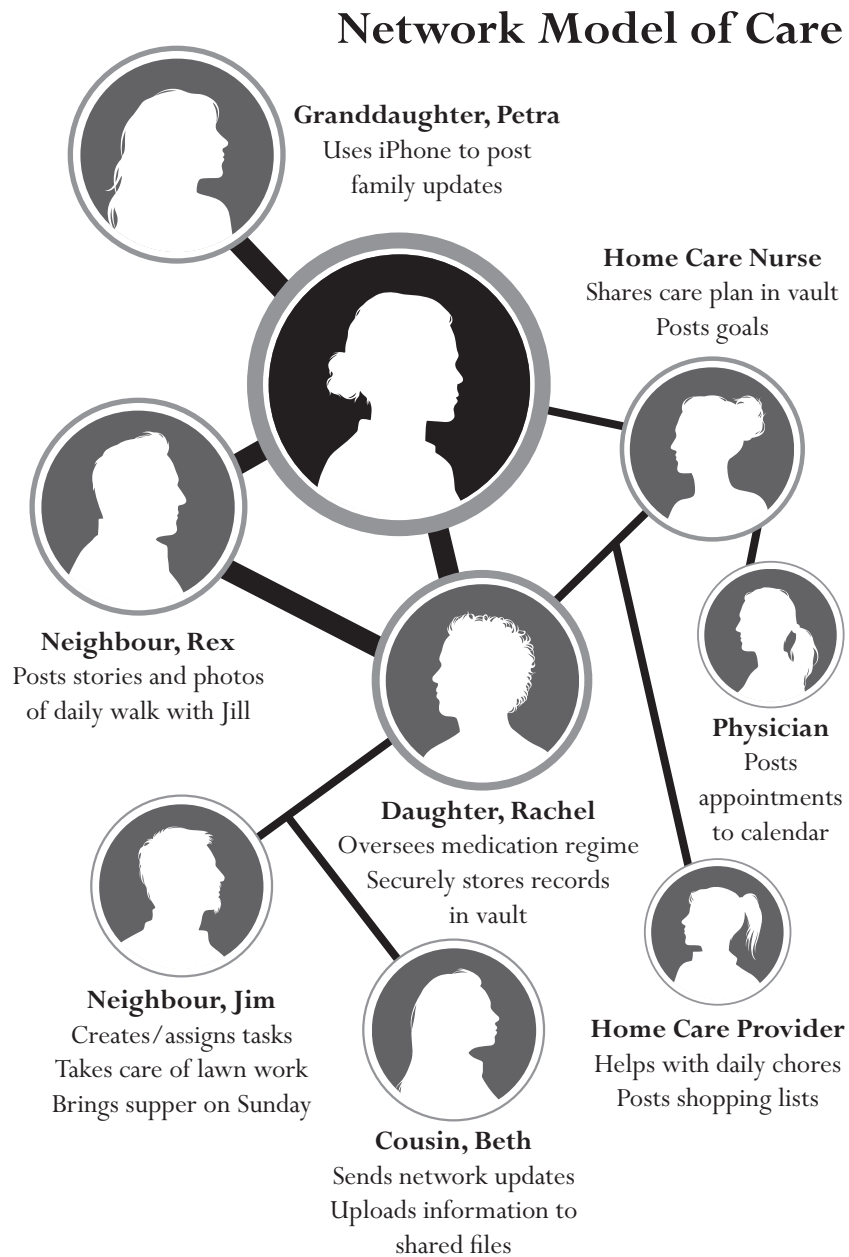 Network Model of Care
Granddaughter, Petra
Uses iPhone to post
family updates
Home Care Nurse
Shares care plan in vault
Posts goals
Neighbour, Rex
Posts stories and photos
of daily walk with Jill
Physician
Posts
appointments
to calendar
Daughter, Rachel
Oversees medication regime
Securely stores records
in vault
Neighbour, Jim
Creates/assigns tasks
Takes care of lawn work
Brings supper on Sunday
Home Care Provider
Helps with daily chores
Posts shopping lists
Cousin, Beth
Sends network updates
Uploads information to
shared files